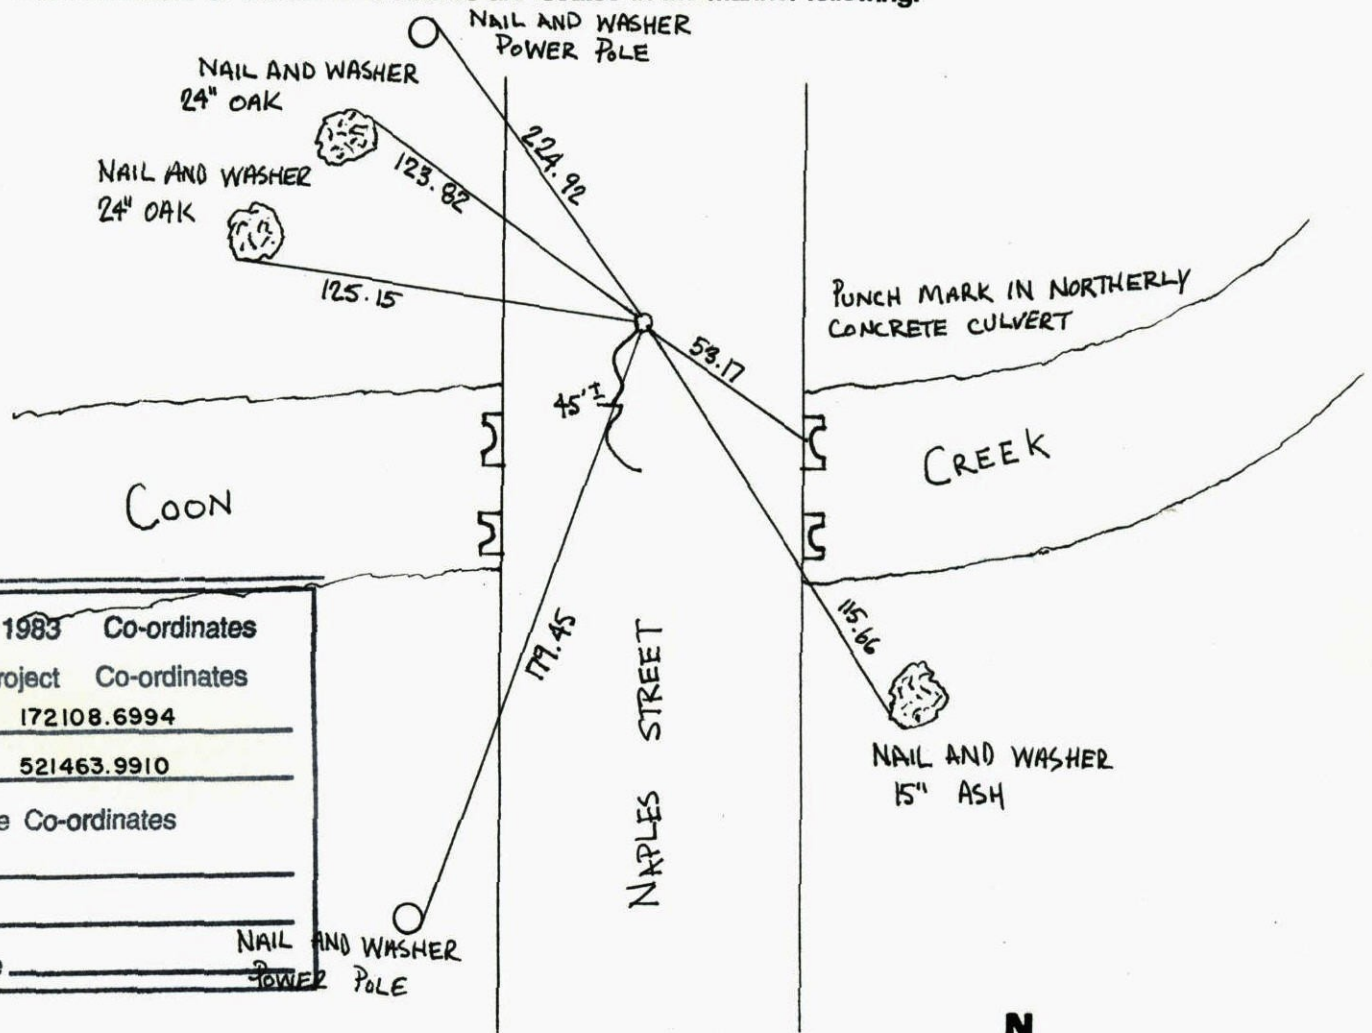 NAIL AND WASHER
POWER POLE
NAIL AND WASHER
24" OAK
224.92
123.82
NAIL AND WASHER
24" OAK
125.15
PUNCH MARK IN NORTHERLY
CONCRETE CULVERT
53.17
45'±
CREEK
COON
115.66
179.45
NAPLES STREET
1983 Co-ordinates
roject Co-ordinates
172108.6994
521463.9910
e Co-ordinates
NAIL AND WASHER
15" ASH
NAIL AND WASHER
POWER POLE
N